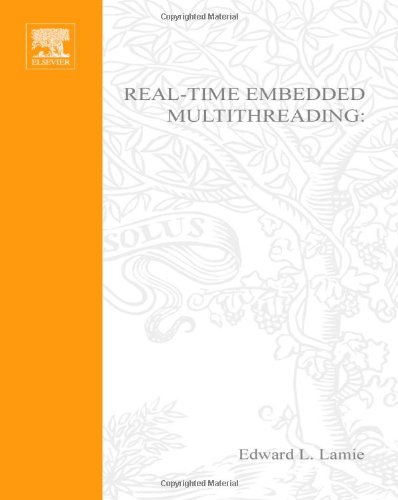 Copyrighted Material
ELSEVIER
REAL-TIME EMBEDDED
MULTITHREADING:
SOLUS
Edward L. Lamie
Copyrighted Material